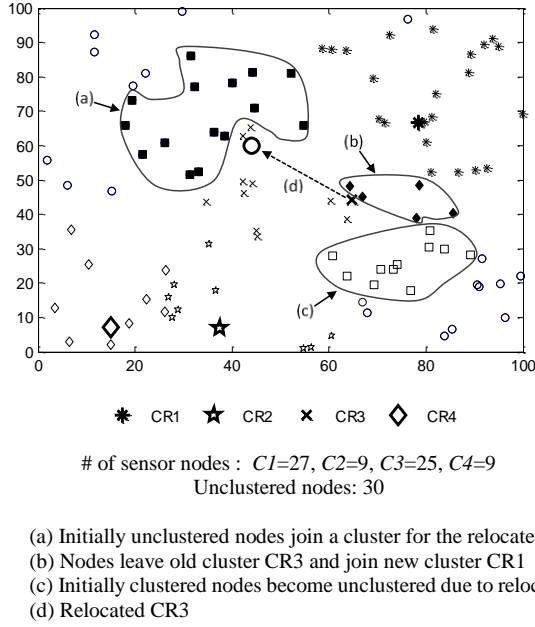 100
90
80
70
60
50
40
30
20
10
0
(a)
(b)
(d)
(c)
0 20 40 60 80 100
CR1 CR2 CR3 CR4
# of sensor nodes : C1=27, C2=9, C3=25, C4=9
Unclustered nodes: 30
(a) Initially unclustered nodes join a cluster for the relocate
(b) Nodes leave old cluster CR3 and join new cluster CR1
(c) Initially clustered nodes become unclustered due to reloc
(d) Relocated CR3